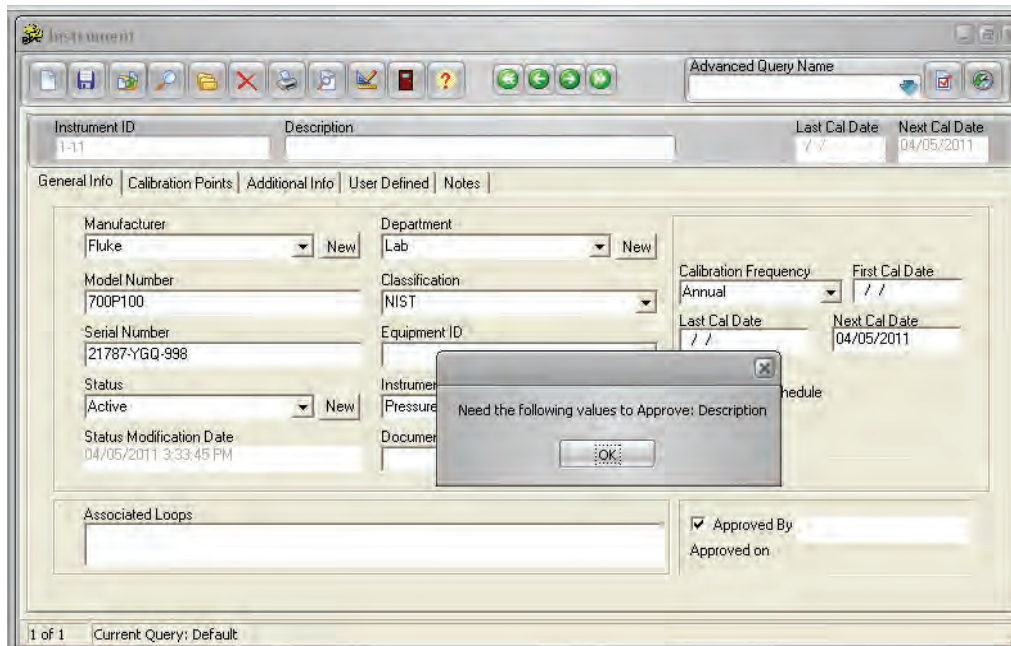 Instrument
Advanced Query Name
Instrument ID Description Last Cal Date Next Cal Date
1-11 / / 04/05/2011
General Info Calibration Points Additional Info User Defined Notes
Manufacturer Department
Fluke New Lab New
Model Number Classification Calibration Frequency First Cal Date
700P100 NIST Annual / /
Serial Number Equipment ID Last Cal Date Next Cal Date
21787-YGQ-998 / / 04/05/2011
Status Instrumen hedule
Active New Pressure
Need the following values to Approve: Description
Status Modification Date Documen
04/05/2011 3:33:45 PM
OK
Associated Loops
Approved By
Approved on
1 of 1 Current Query: Default